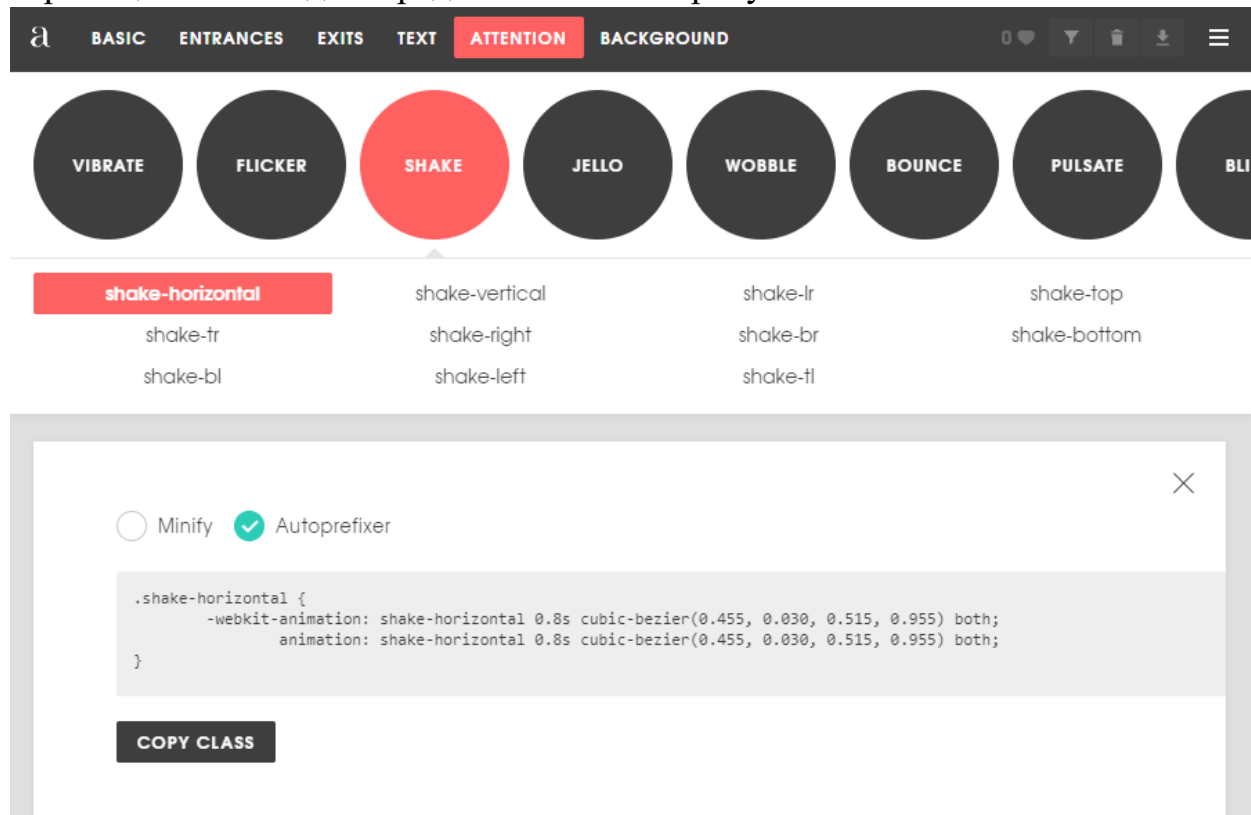 a BASIC ENTRANCES EXITS TEXT ATTENTION BACKGROUND 0
VIBRATE FLICKER SHAKE JELLO WOBBLE BOUNCE PULSATE BLI
shake-horizontal shake-vertical shake-lr shake-top
shake-tr shake-right shake-br shake-bottom
shake-bl shake-left shake-tl
Minify Autoprefixer
.shake-horizontal {
-webkit-animation: shake-horizontal 0.8s cubic-bezier(0.455, 0.030, 0.515, 0.955) both;
animation: shake-horizontal 0.8s cubic-bezier(0.455, 0.030, 0.515, 0.955) both;
}
COPY CLASS